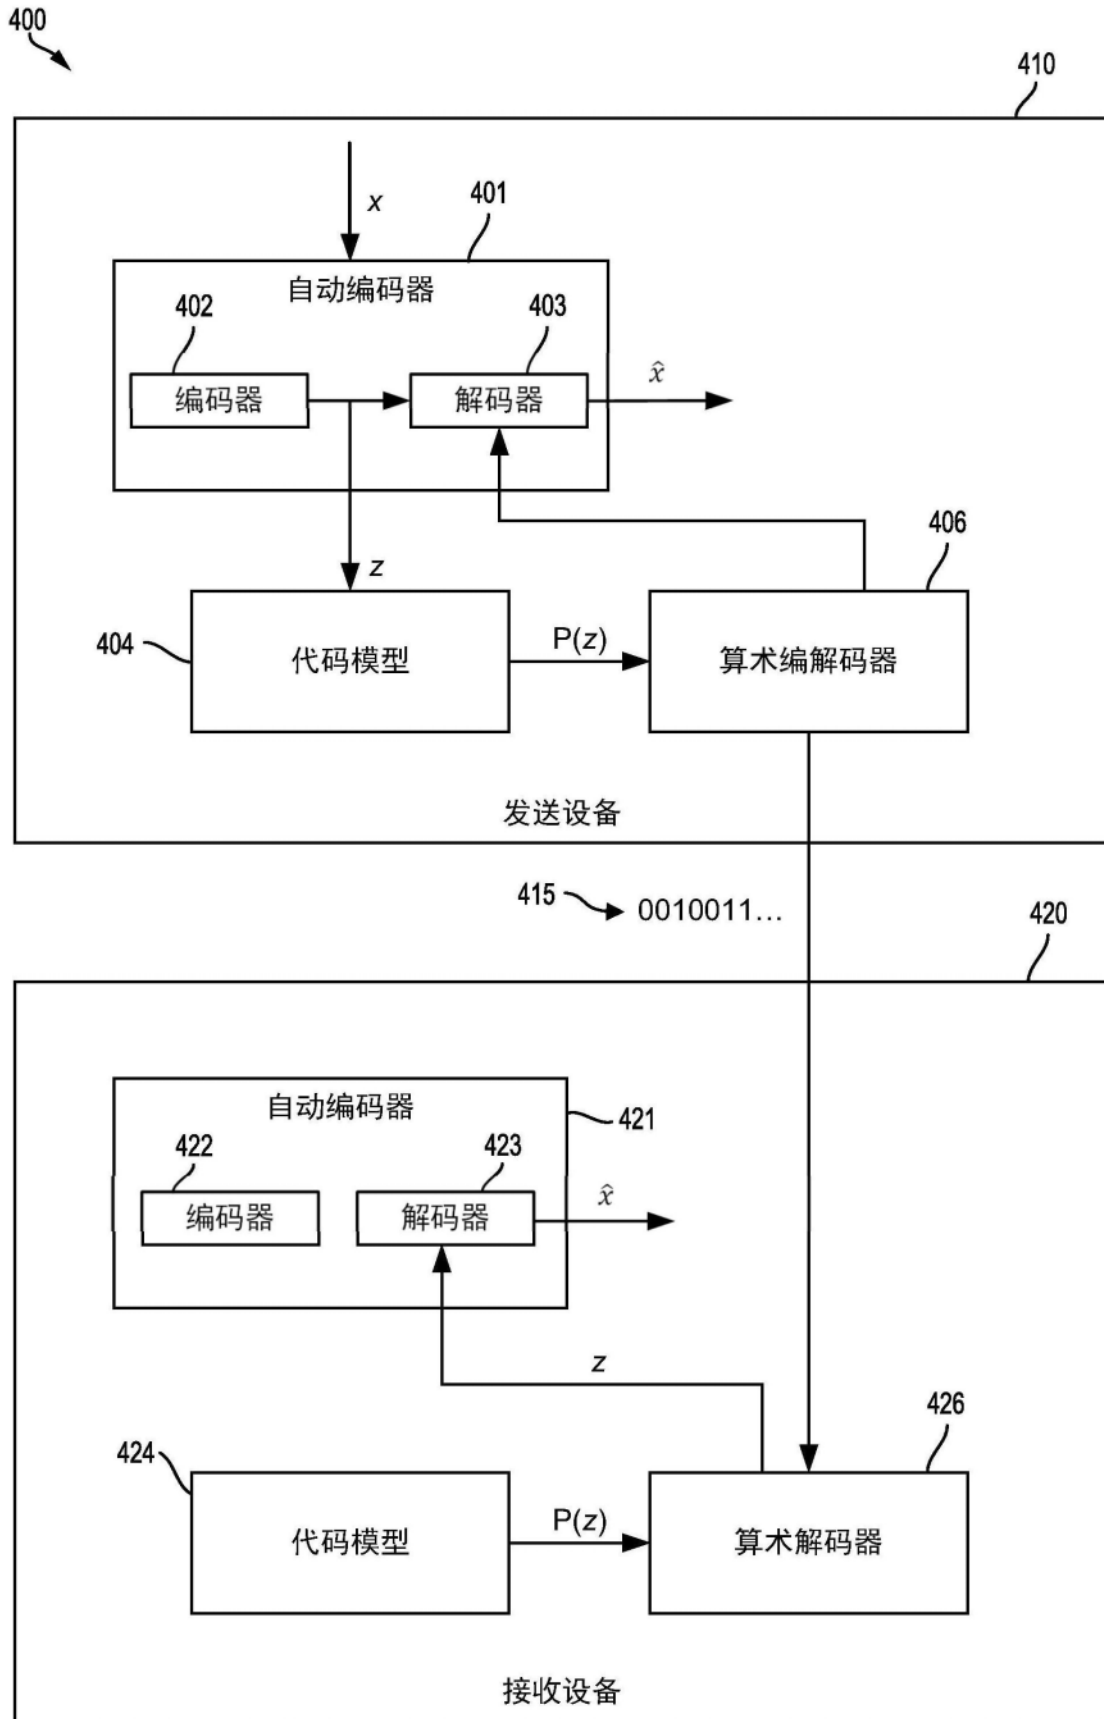 400
410
x
401
自动编码器
402
403
编码器
解码器
x̂
406
z
404
代码模型
P(z)
算术编解码器
发送设备
415
0010011...
420
自动编码器
421
422
423
编码器
解码器
x̂
z
426
424
代码模型
P(z)
算术解码器
接收设备